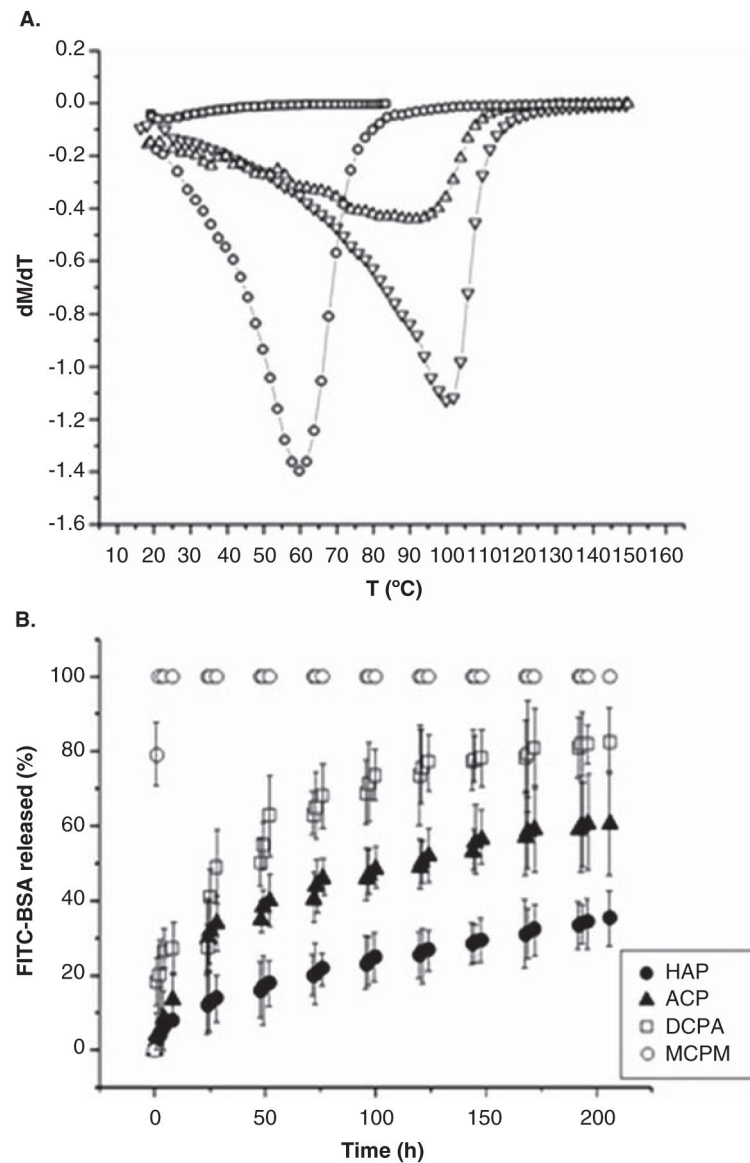 A.
0.2
0.0
-0.2
-0.4
-0.6
-0.8
-1.0
-1.2
-1.4
-1.6
dM/dT
10 20 30 40 50 60 70 80 90 100 110 120 130 140 150 160
T (ºC)
B.
100
80
60
40
20
0
FITC-BSA released (%)
HAP
ACP
DCPA
MCPM
0 50 100 150 200
Time (h)